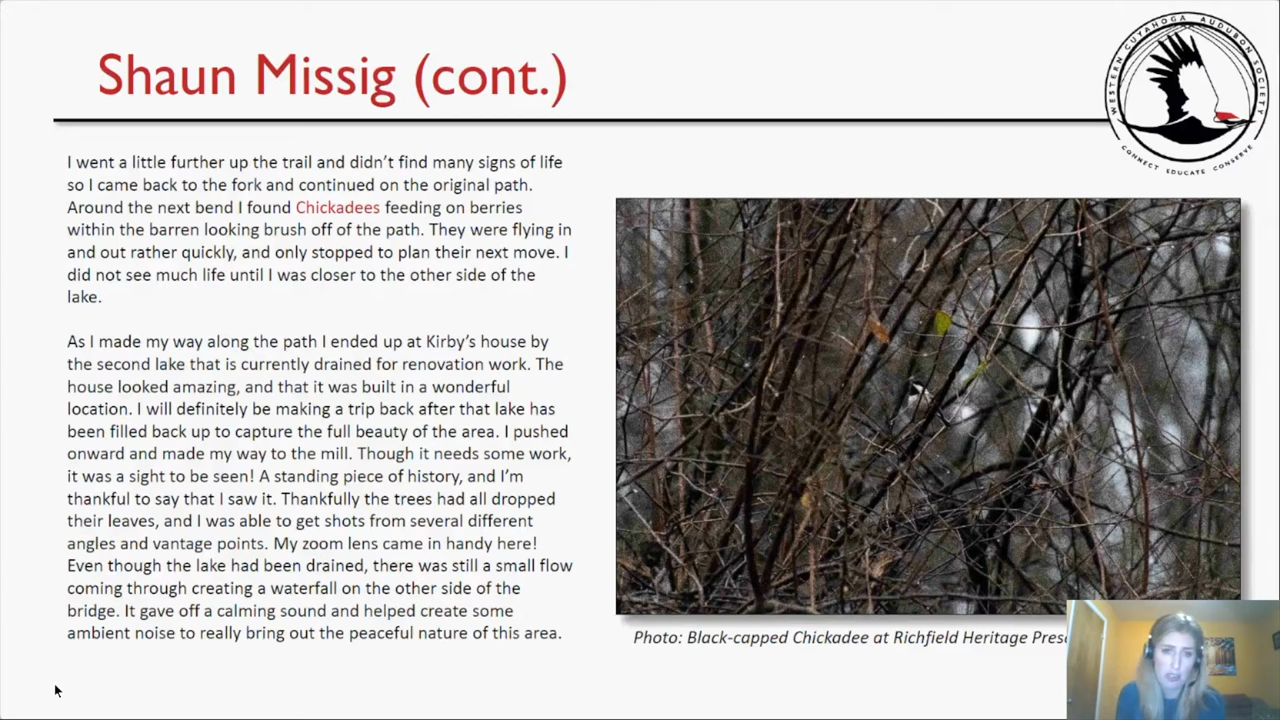 Shaun Missig (cont.)
WESTERN CUYAHOGA AUDUBON SOCIETY
CONNECT EDUCATE CONSERVE
I went a little further up the trail and didn’t find many signs of life
so I came back to the fork and continued on the original path.
Around the next bend I found Chickadees feeding on berries
within the barren looking brush off of the path. They were flying in
and out rather quickly, and only stopped to plan their next move. I
did not see much life until I was closer to the other side of the
lake.
As I made my way along the path I ended up at Kirby’s house by
the second lake that is currently drained for renovation work. The
house looked amazing, and that it was built in a wonderful
location. I will definitely be making a trip back after that lake has
been filled back up to capture the full beauty of the area. I pushed
onward and made my way to the mill. Though it needs some work,
it was a sight to be seen! A standing piece of history, and I’m
thankful to say that I saw it. Thankfully the trees had all dropped
their leaves, and I was able to get shots from several different
angles and vantage points. My zoom lens came in handy here!
Even though the lake had been drained, there was still a small flow
coming through creating a waterfall on the other side of the
bridge. It gave off a calming sound and helped create some
ambient noise to really bring out the peaceful nature of this area.
Photo: Black-capped Chickadee at Richfield Heritage